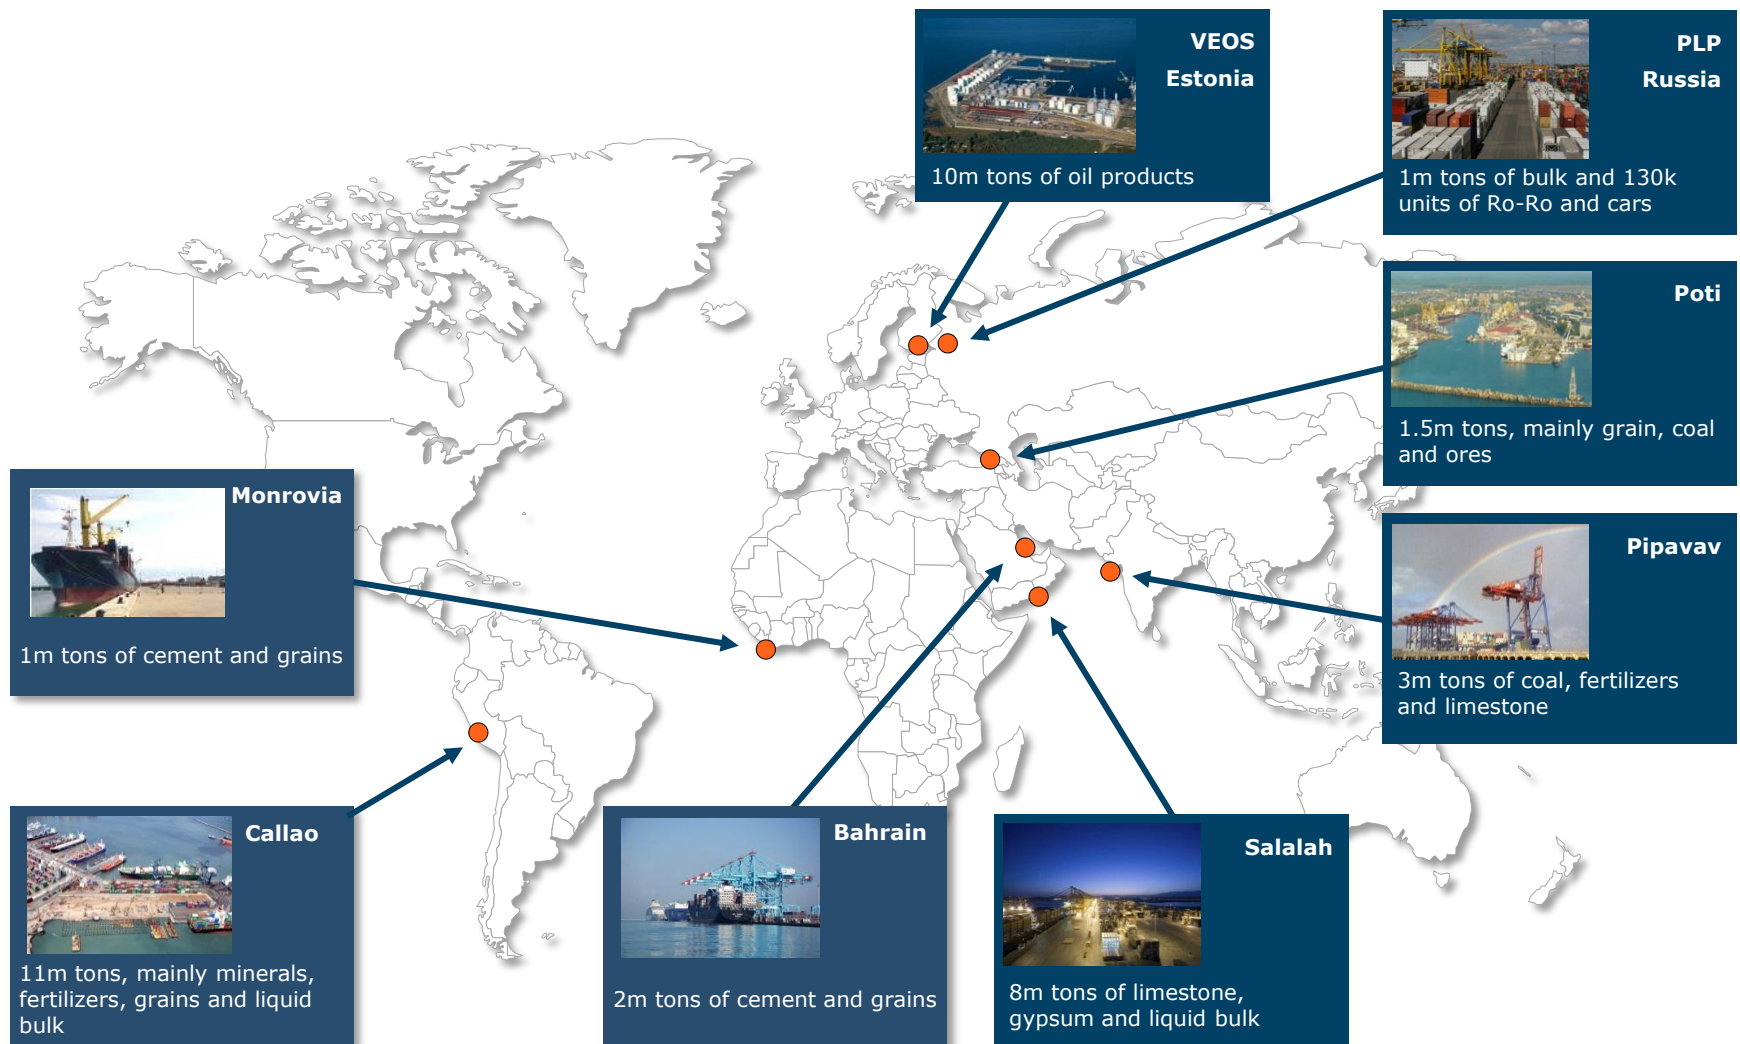 VEOS
Estonia
10m tons of oil products
PLP
Russia
1m tons of bulk and 130k
units of Ro-Ro and cars
Poti
1.5m tons, mainly grain, coal
and ores
Monrovia
1m tons of cement and grains
Pipavav
3m tons of coal, fertilizers
and limestone
Callao
11m tons, mainly minerals,
fertilizers, grains and liquid
bulk
Bahrain
2m tons of cement and grains
Salalah
8m tons of limestone,
gypsum and liquid bulk